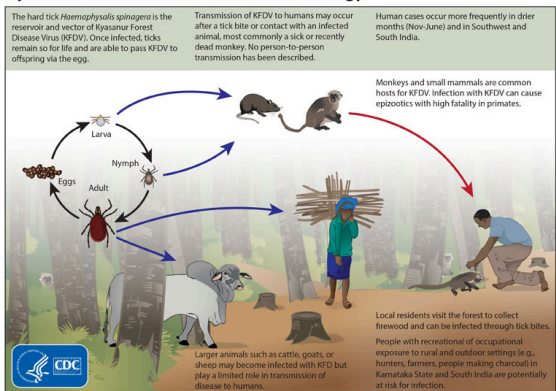 The hard tick Haemaphysalis spinagera is the
reservoir and vector of Kyasanur Forest
Disease Virus (KFDV). Once infected, ticks
remain so for life and are able to pass KFDV to
offspring via the egg.
Transmission of KFDV to humans may occur
after a tick bite or contact with an infected
animal, most commonly a sick or recently
dead monkey. No person-to-person
transmission has been described.
Human cases occur more frequently in drier
months (Nov-June) and in Southwest and
South India.
Monkeys and small mammals are common
hosts for KFDV. Infection with KFDV can cause
epizootics with high fatality in primates.
Larva
Nymph
Eggs
Adult
Larger animals such as cattle, goats, or
sheep may become infected with KFD but
play a limited role in transmission of
disease to humans.
Local residents visit the forest to collect
firewood and can be infected through tick bites.
People with recreational of occupational
exposure to rural and outdoor settings (e.g.,
hunters, farmers, people making charcoal) in
Karnataka State and South India are potentially
at risk for infection.
CDC